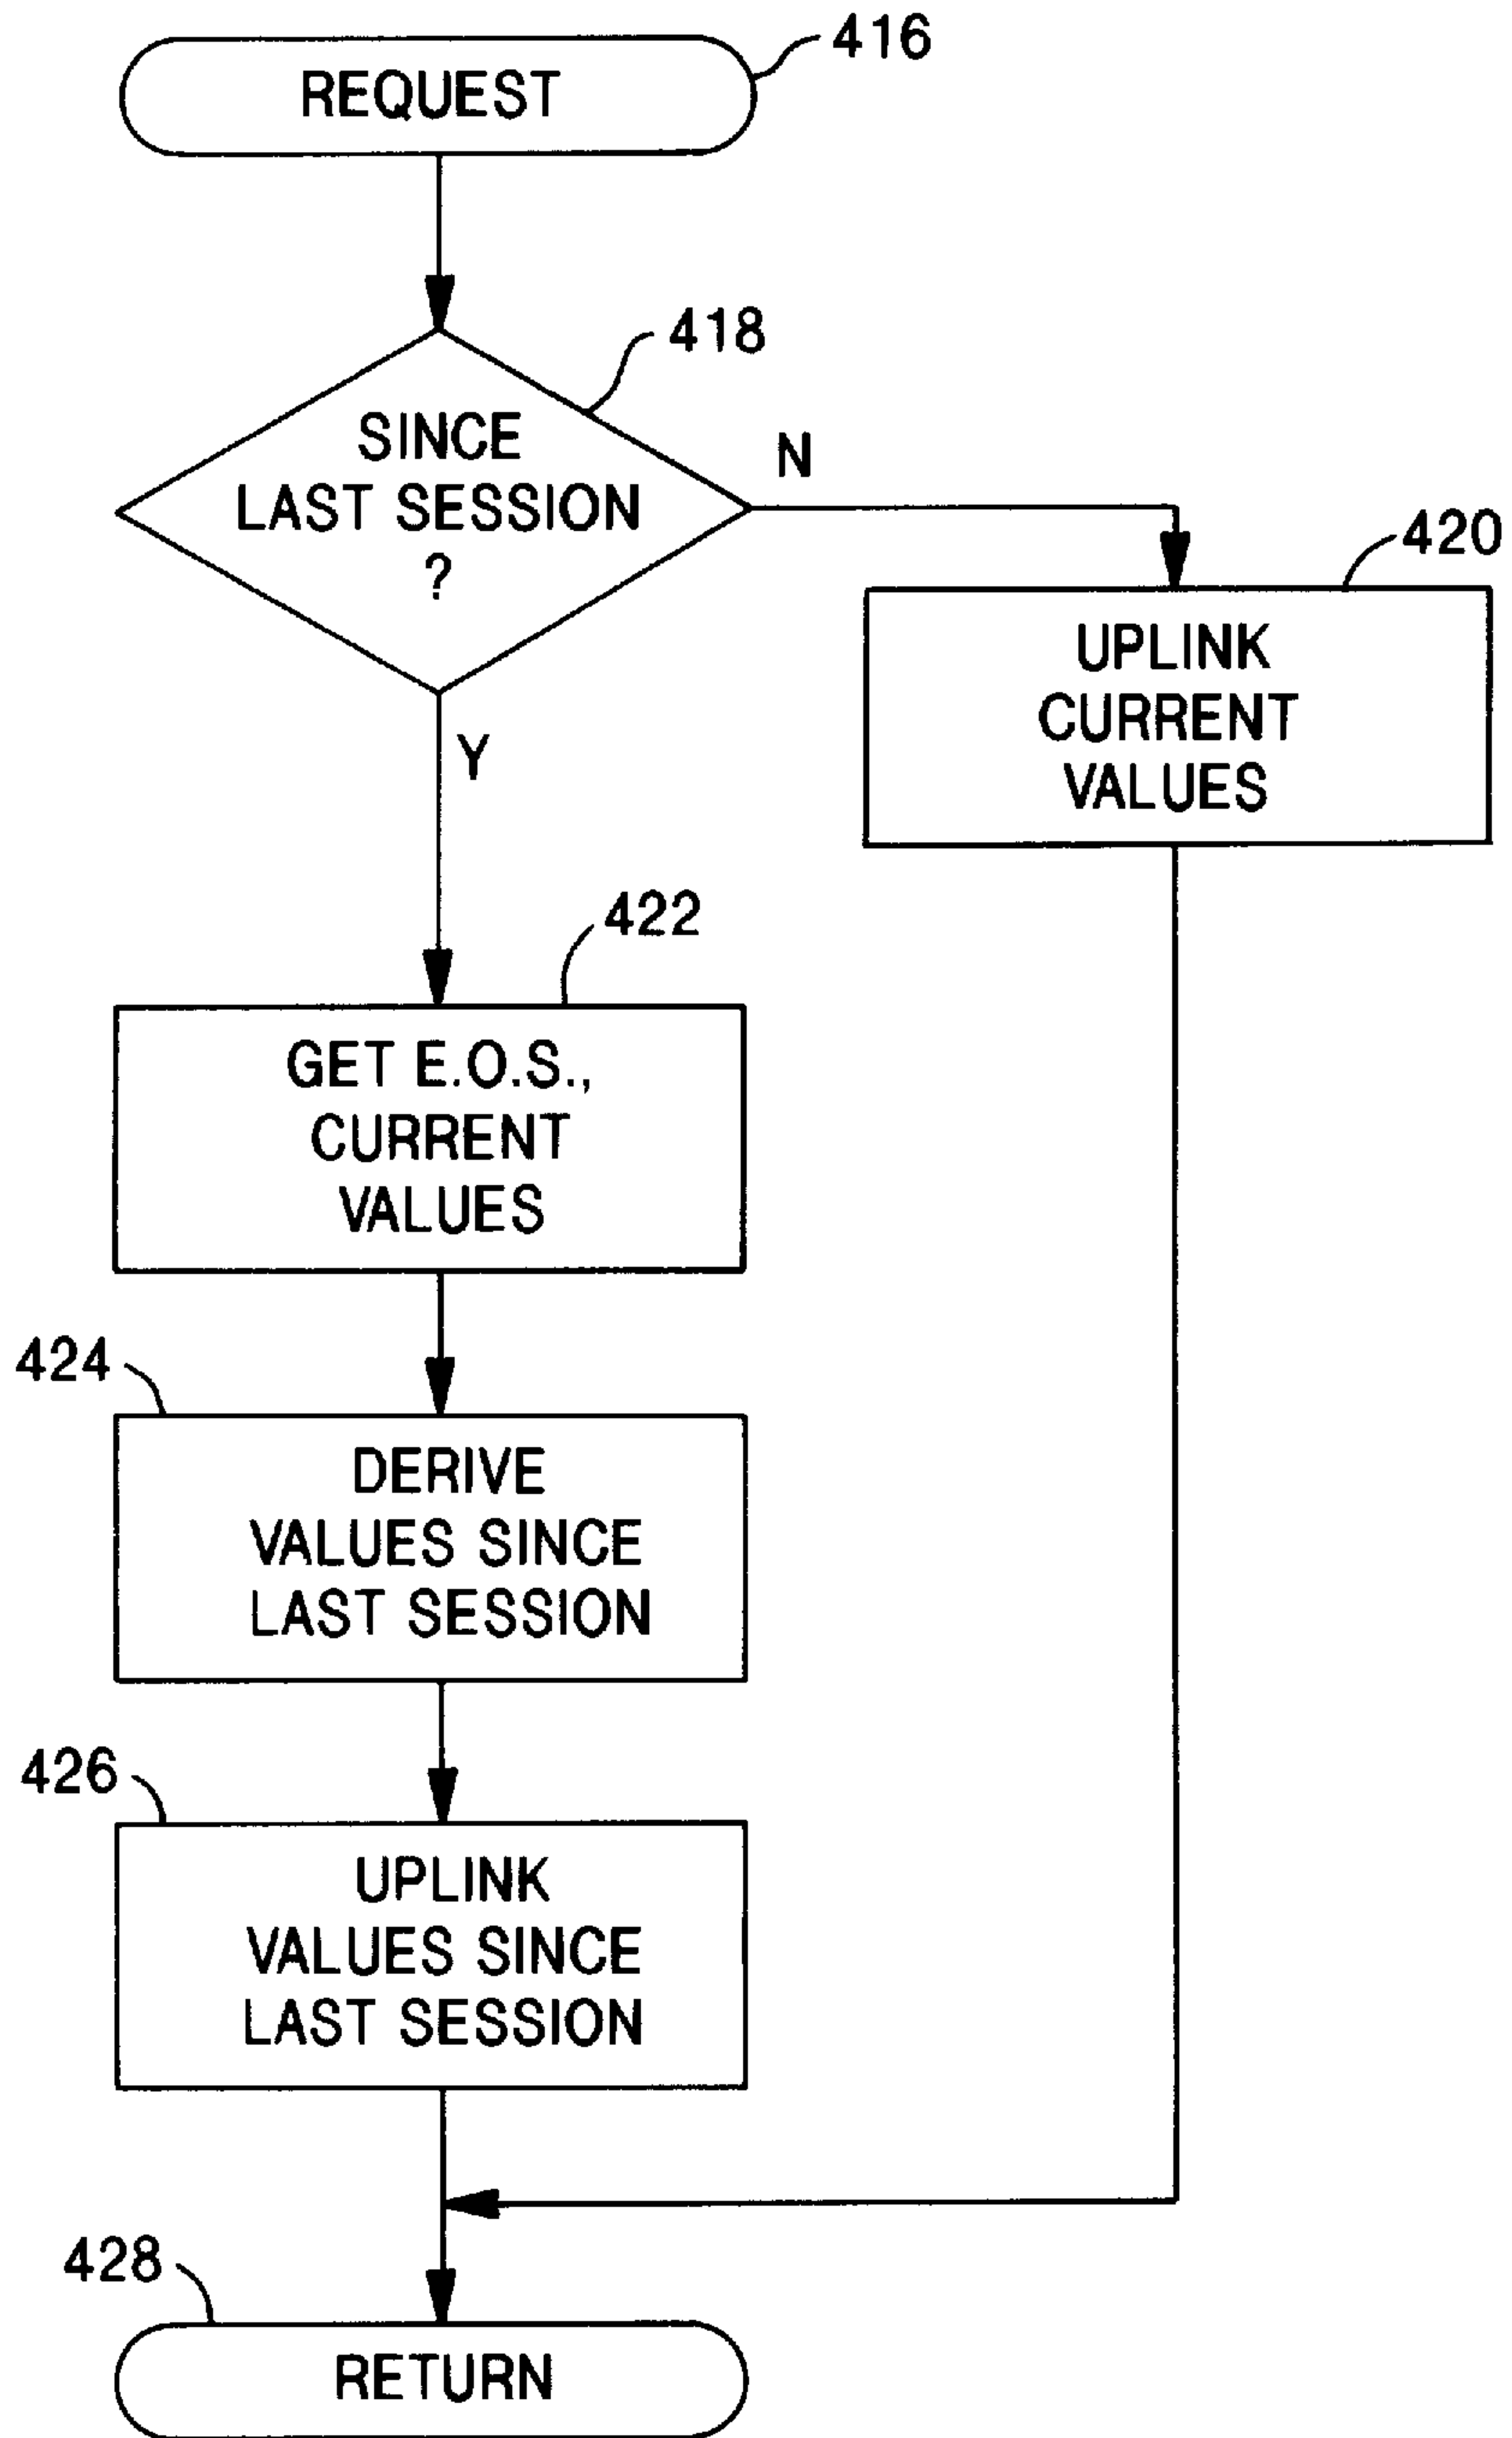 416
REQUEST
418
SINCE
LAST SESSION
?
N
Y
420
UPLINK
CURRENT
VALUES
422
GET E.O.S.,
CURRENT
VALUES
424
DERIVE
VALUES SINCE
LAST SESSION
426
UPLINK
VALUES SINCE
LAST SESSION
428
RETURN